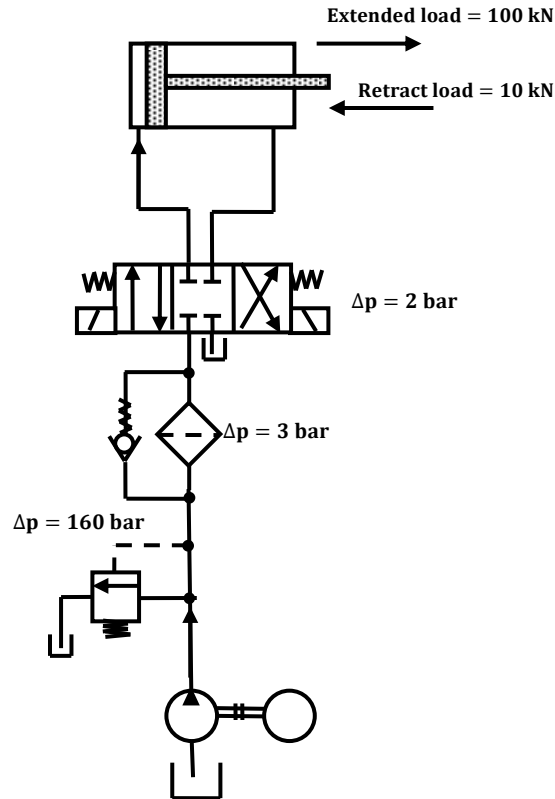 Extended load = 100 kN
Retract load = 10 kN
Δp = 2 bar
Δp = 3 bar
Δp = 160 bar